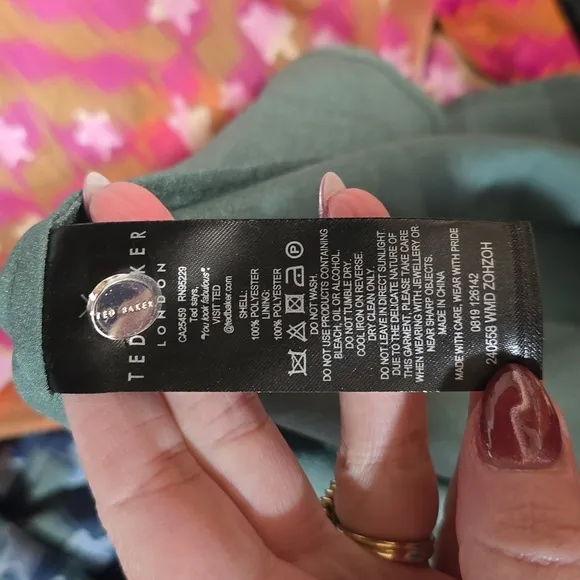 TED BAKER
LONDON
CA25459 RN95229
Ted says,
"You look fabulous".
VISIT TED
@tedbaker.com
SHELL:
100% POLYESTER
LINING:
100% POLYESTER
DO NOT WASH.
DO NOT USE PRODUCTS CONTAINING
BLEACH, OIL OR ALCOHOL.
DO NOT TUMBLE DRY.
COOL IRON ON REVERSE.
DRY CLEAN ONLY.
DO NOT LEAVE IN DIRECT SUNLIGHT
DUE TO THE DELICATE NATURE OF
THIS GARMENT, PLEASE TAKE CARE
WHEN WEARING WITH JEWELLERY OR
NEAR SHARP OBJECTS.
MADE IN CHINA
MADE WITH CARE. WEAR WITH PRIDE
0819 126142
240558 WMD ZOHZOH
TED BAKER